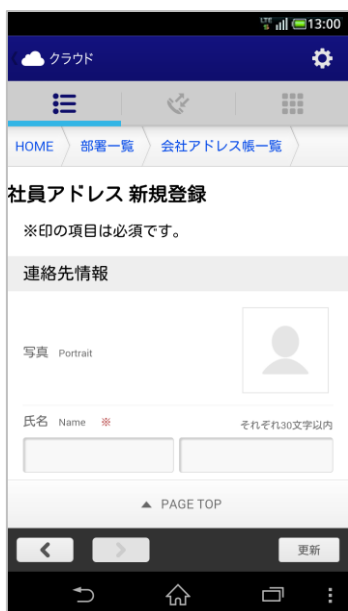 LTE 13:00
クラウド
HOME 部署一覧 会社アドレス帳一覧
社員アドレス 新規登録
※印の項目は必須です。
連絡先情報
写真 Portrait
氏名 Name ※ それぞれ30文字以内
▲ PAGE TOP
更新